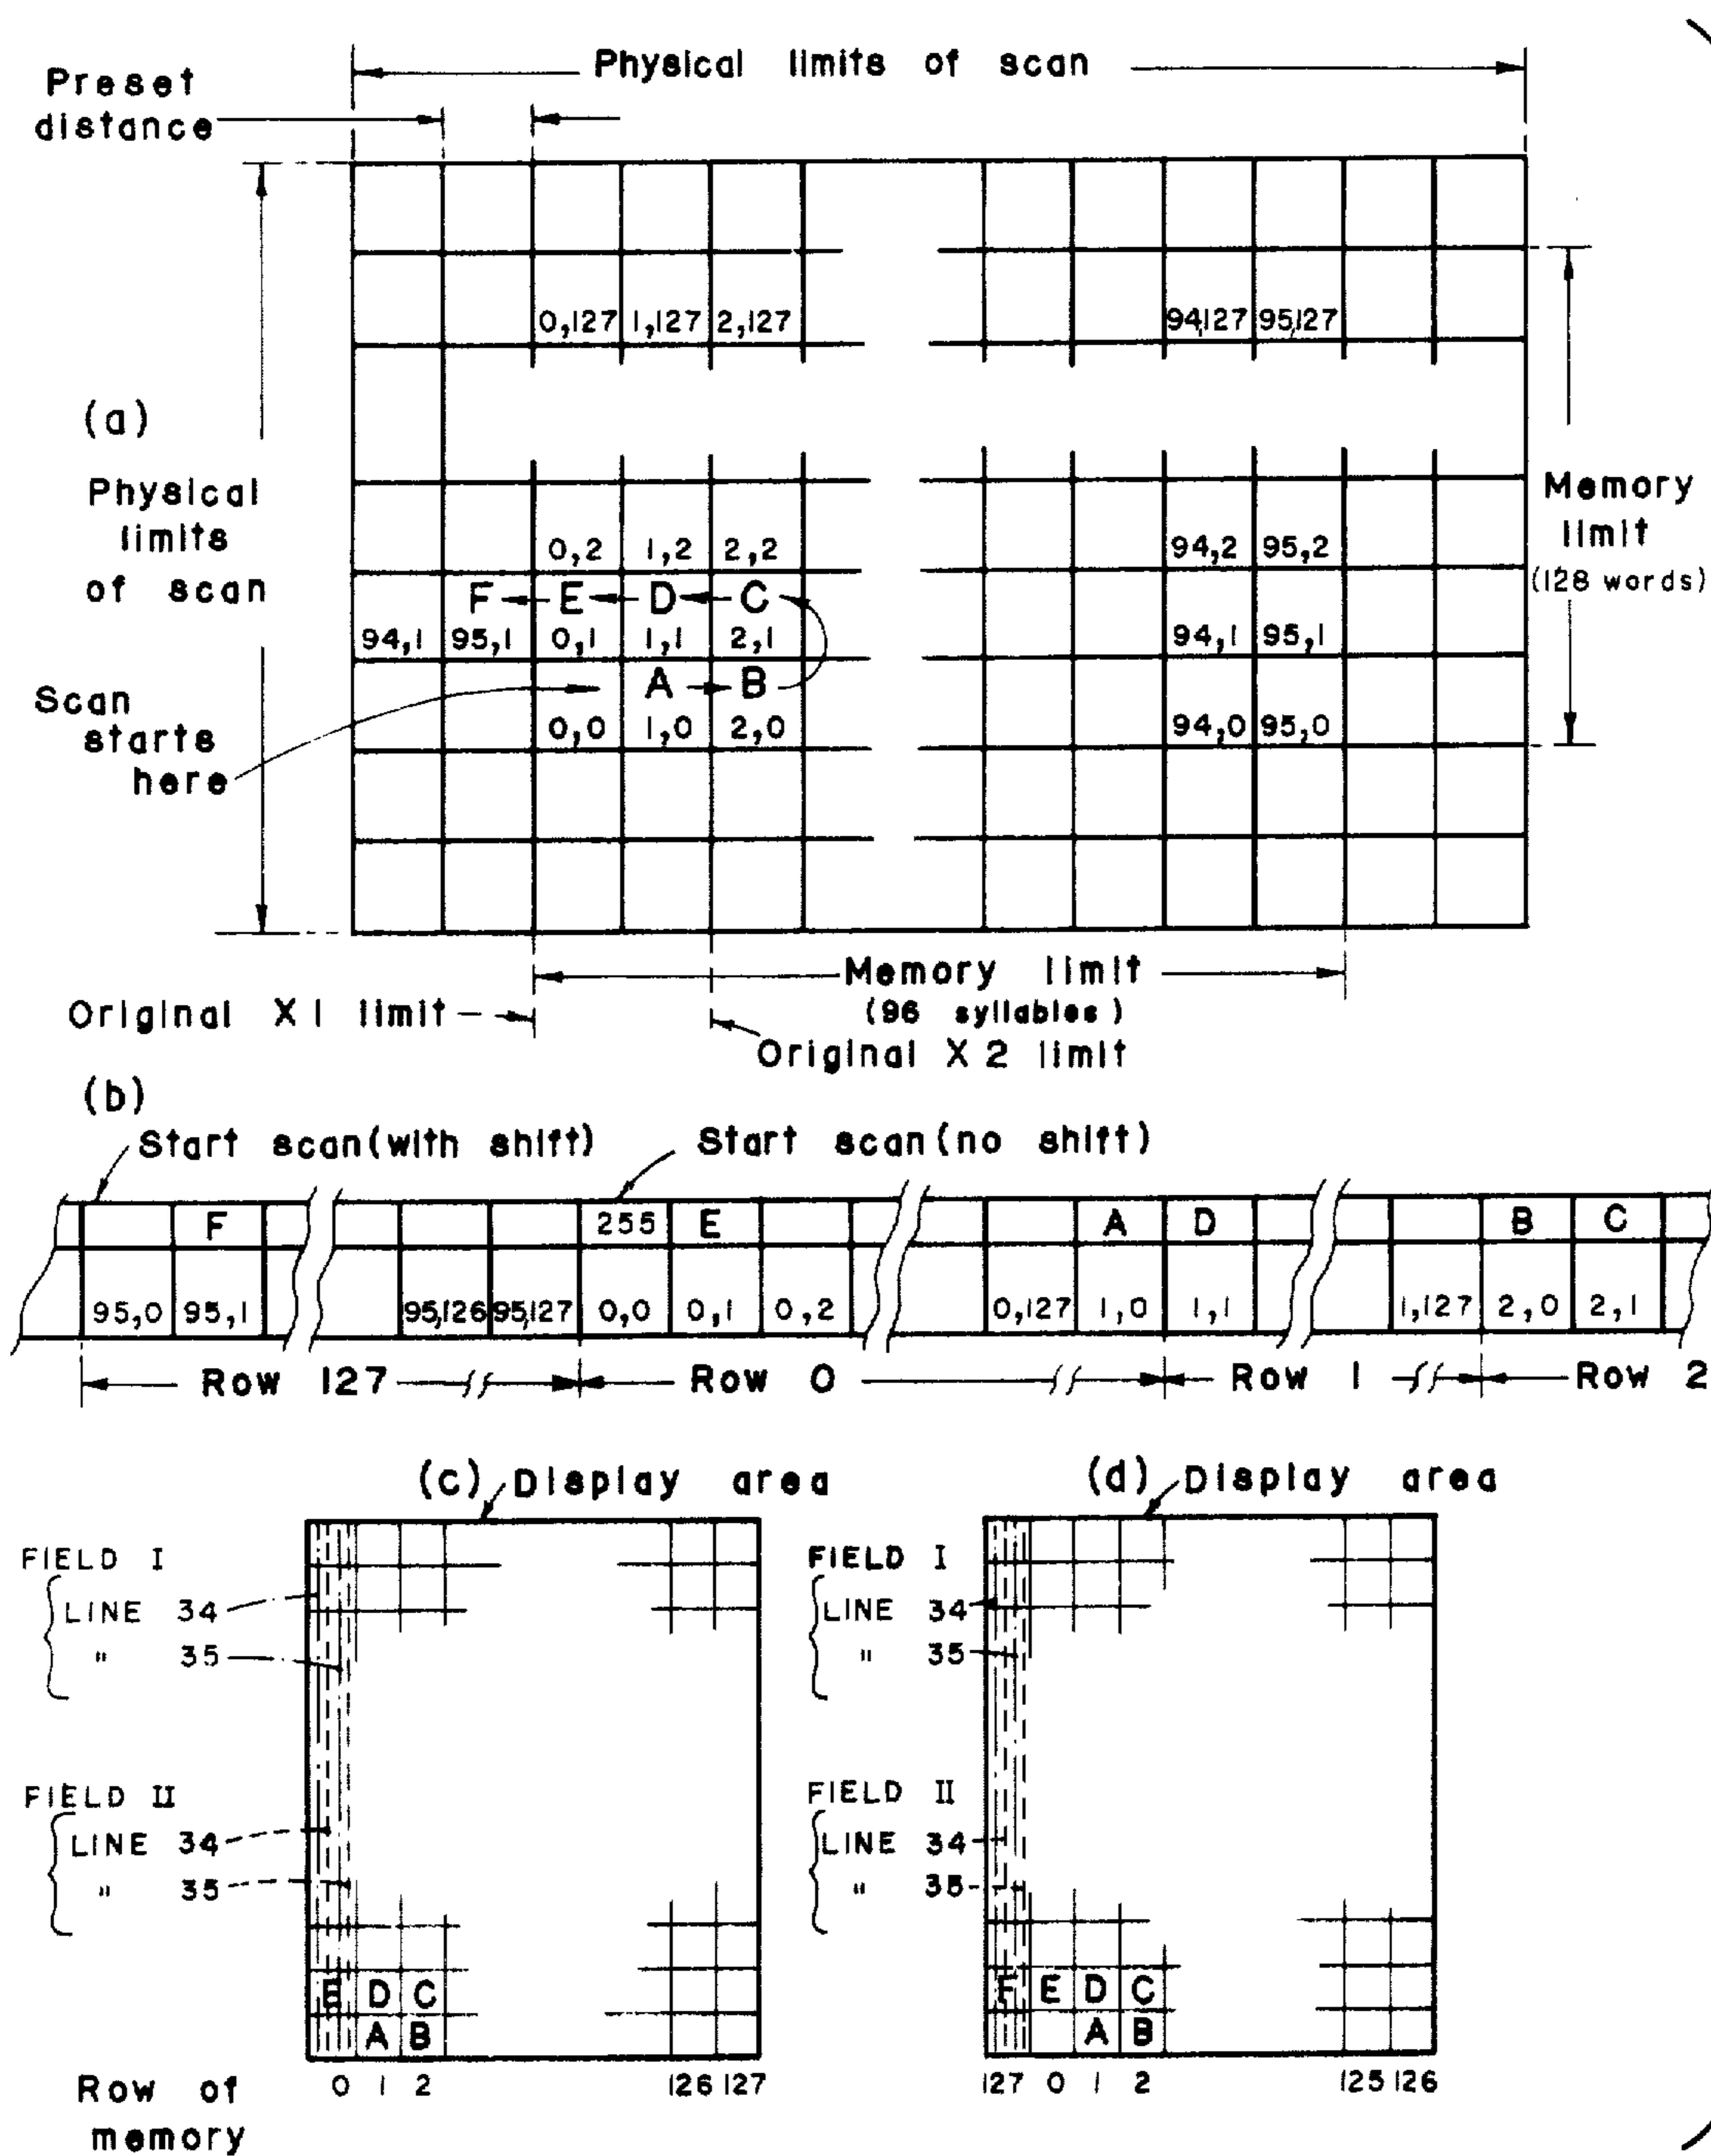 Physical limits of scan
Preset
distance
0,127 1,127 2,127 94,127 95,127
(a)
Physical
limits
of scan
Memory
limit
(128 words)
0,2 1,2 2,2 94,2 95,2
F E D C
94,1 95,1 0,1 1,1 2,1 94,1 95,1
A B
0,0 1,0 2,0 94,0 95,0
Scan
starts
here
Memory limit
(96 syllables)
Original X1 limit
Original X2 limit
(b)
Start scan (with shift) Start scan (no shift)
F 255 E A D B C
95,0 95,1 95,126 95,127 0,0 0,1 0,2 0,127 1,0 1,1 1,127 2,0 2,1
Row 127 Row 0 Row 1 Row 2
(c) Display area
FIELD I
LINE 34
" 35
FIELD II
LINE 34
" 35
E D C
A B
Row of
memory
0 1 2 126 127
(d) Display area
FIELD I
LINE 34
" 35
FIELD II
LINE 34
" 35
F E D C
A B
127 0 1 2 125 126